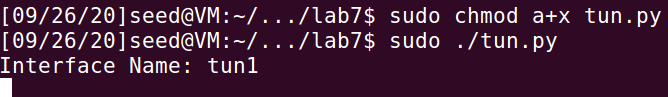 [09/26/20]seed@VM:~/.../lab7$ sudo chmod a+x tun.py
[09/26/20]seed@VM:~/.../lab7$ sudo ./tun.py
Interface Name: tun1